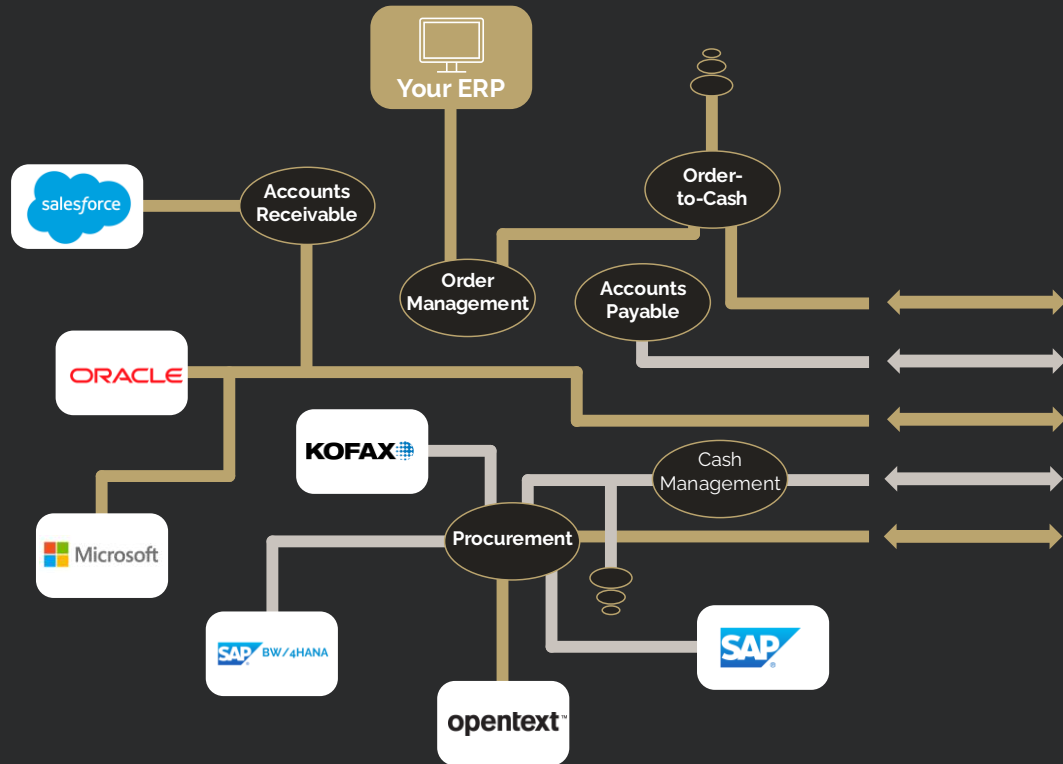 Your ERP
Order-
to-Cash
salesforce
Accounts
Receivable
Order
Management
Accounts
Payable
ORACLE
KOFAX
Cash
Management
Microsoft
Procurement
SAP BW/4HANA
SAP
opentext™